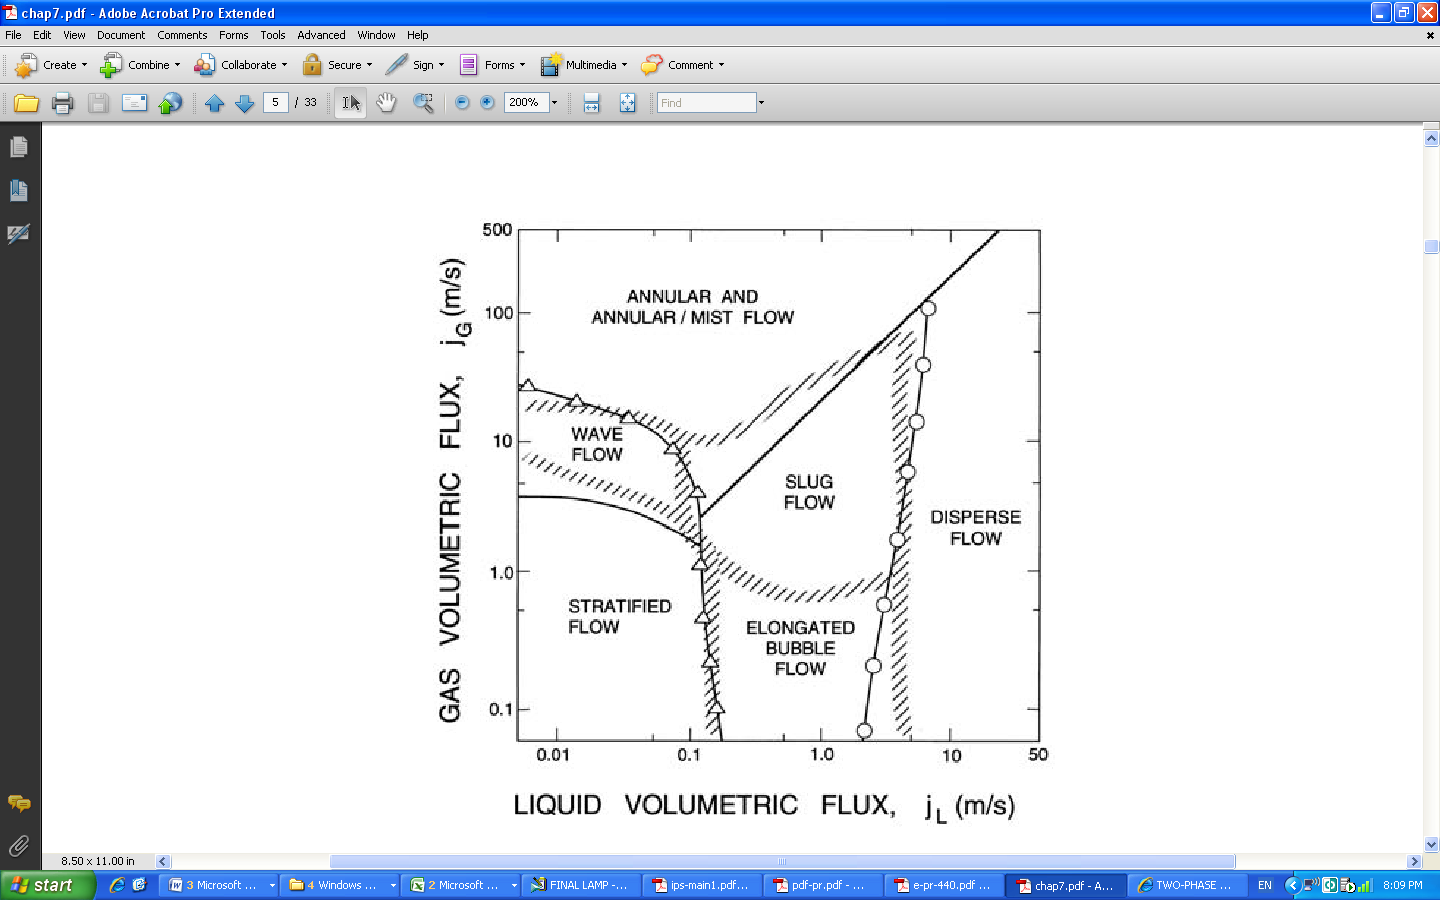 chap7.pdf - Adobe Acrobat Pro Extended
File Edit View Document Comments Forms Tools Advanced Window Help
Create Combine Collaborate Secure Sign Forms Multimedia Comment
5 / 33 200% Find
500
100
10
1.0
0.1
GAS VOLUMETRIC FLUX, jG (m/s)
ANNULAR AND
ANNULAR / MIST FLOW
WAVE
FLOW
SLUG
FLOW
DISPERSE
FLOW
STRATIFIED
FLOW
ELONGATED
BUBBLE
FLOW
0.01 0.1 1.0 10 50
LIQUID VOLUMETRIC FLUX, jL (m/s)
8.50 x 11.00 in
start 3 Microsoft ... 4 Windows ... 2 Microsoft ... FINAL LAMP -... ips-main1.pdf... pdf-pr.pdf - ... e-pr-440.pdf ... chap7.pdf - A... TWO-PHASE ... EN 8:09 PM